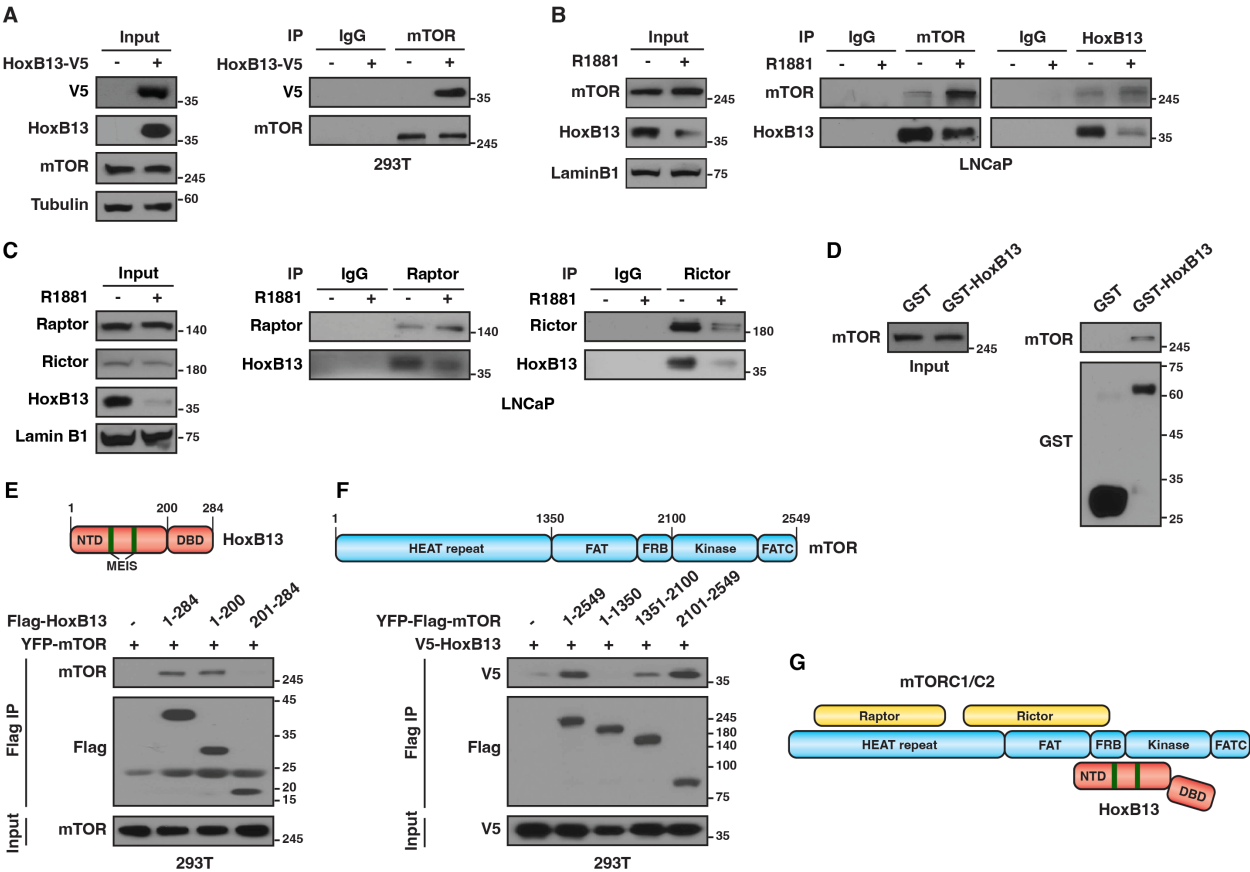 A
Input
HoxB13-V5 - +
V5 -35
HoxB13 -35
mTOR -245
Tubulin -60
IP IgG mTOR
HoxB13-V5 - + - +
V5 -35
mTOR -245
293T
B
Input
R1881 - +
mTOR -245
HoxB13 -35
LaminB1 -75
IP IgG mTOR IgG HoxB13
R1881 - + - + - + - +
mTOR -245
HoxB13 -35
LNCaP
C
Input
R1881 - +
Raptor -140
Rictor -180
HoxB13 -35
Lamin B1 -75
IP IgG Raptor
R1881 - + - +
Raptor -140
HoxB13 -35
IP IgG Rictor
R1881 - + - +
Rictor -180
HoxB13 -35
LNCaP
D
GST GST-HoxB13
mTOR -245
Input
GST GST-HoxB13
mTOR -245
GST
-75
-60
-45
-35
-25
E
1 200 284
NTD DBD HoxB13
MEIS
Flag-HoxB13 - 1-284 1-200 201-284
YFP-mTOR + + + +
Flag IP
mTOR -245
Flag
-45
-35
-25
-20
-15
Input
mTOR -245
293T
F
1 1350 2100 2549
HEAT repeat FAT FRB Kinase FATC mTOR
YFP-Flag-mTOR - 1-2549 1-1350 1351-2100 2101-2549
V5-HoxB13 + + + + +
Flag IP
V5 -35
Flag
-245
-180
-140
-100
-75
Input
V5 -35
293T
G
mTORC1/C2
Raptor Rictor
HEAT repeat FAT FRB Kinase FATC
NTD DBD
HoxB13